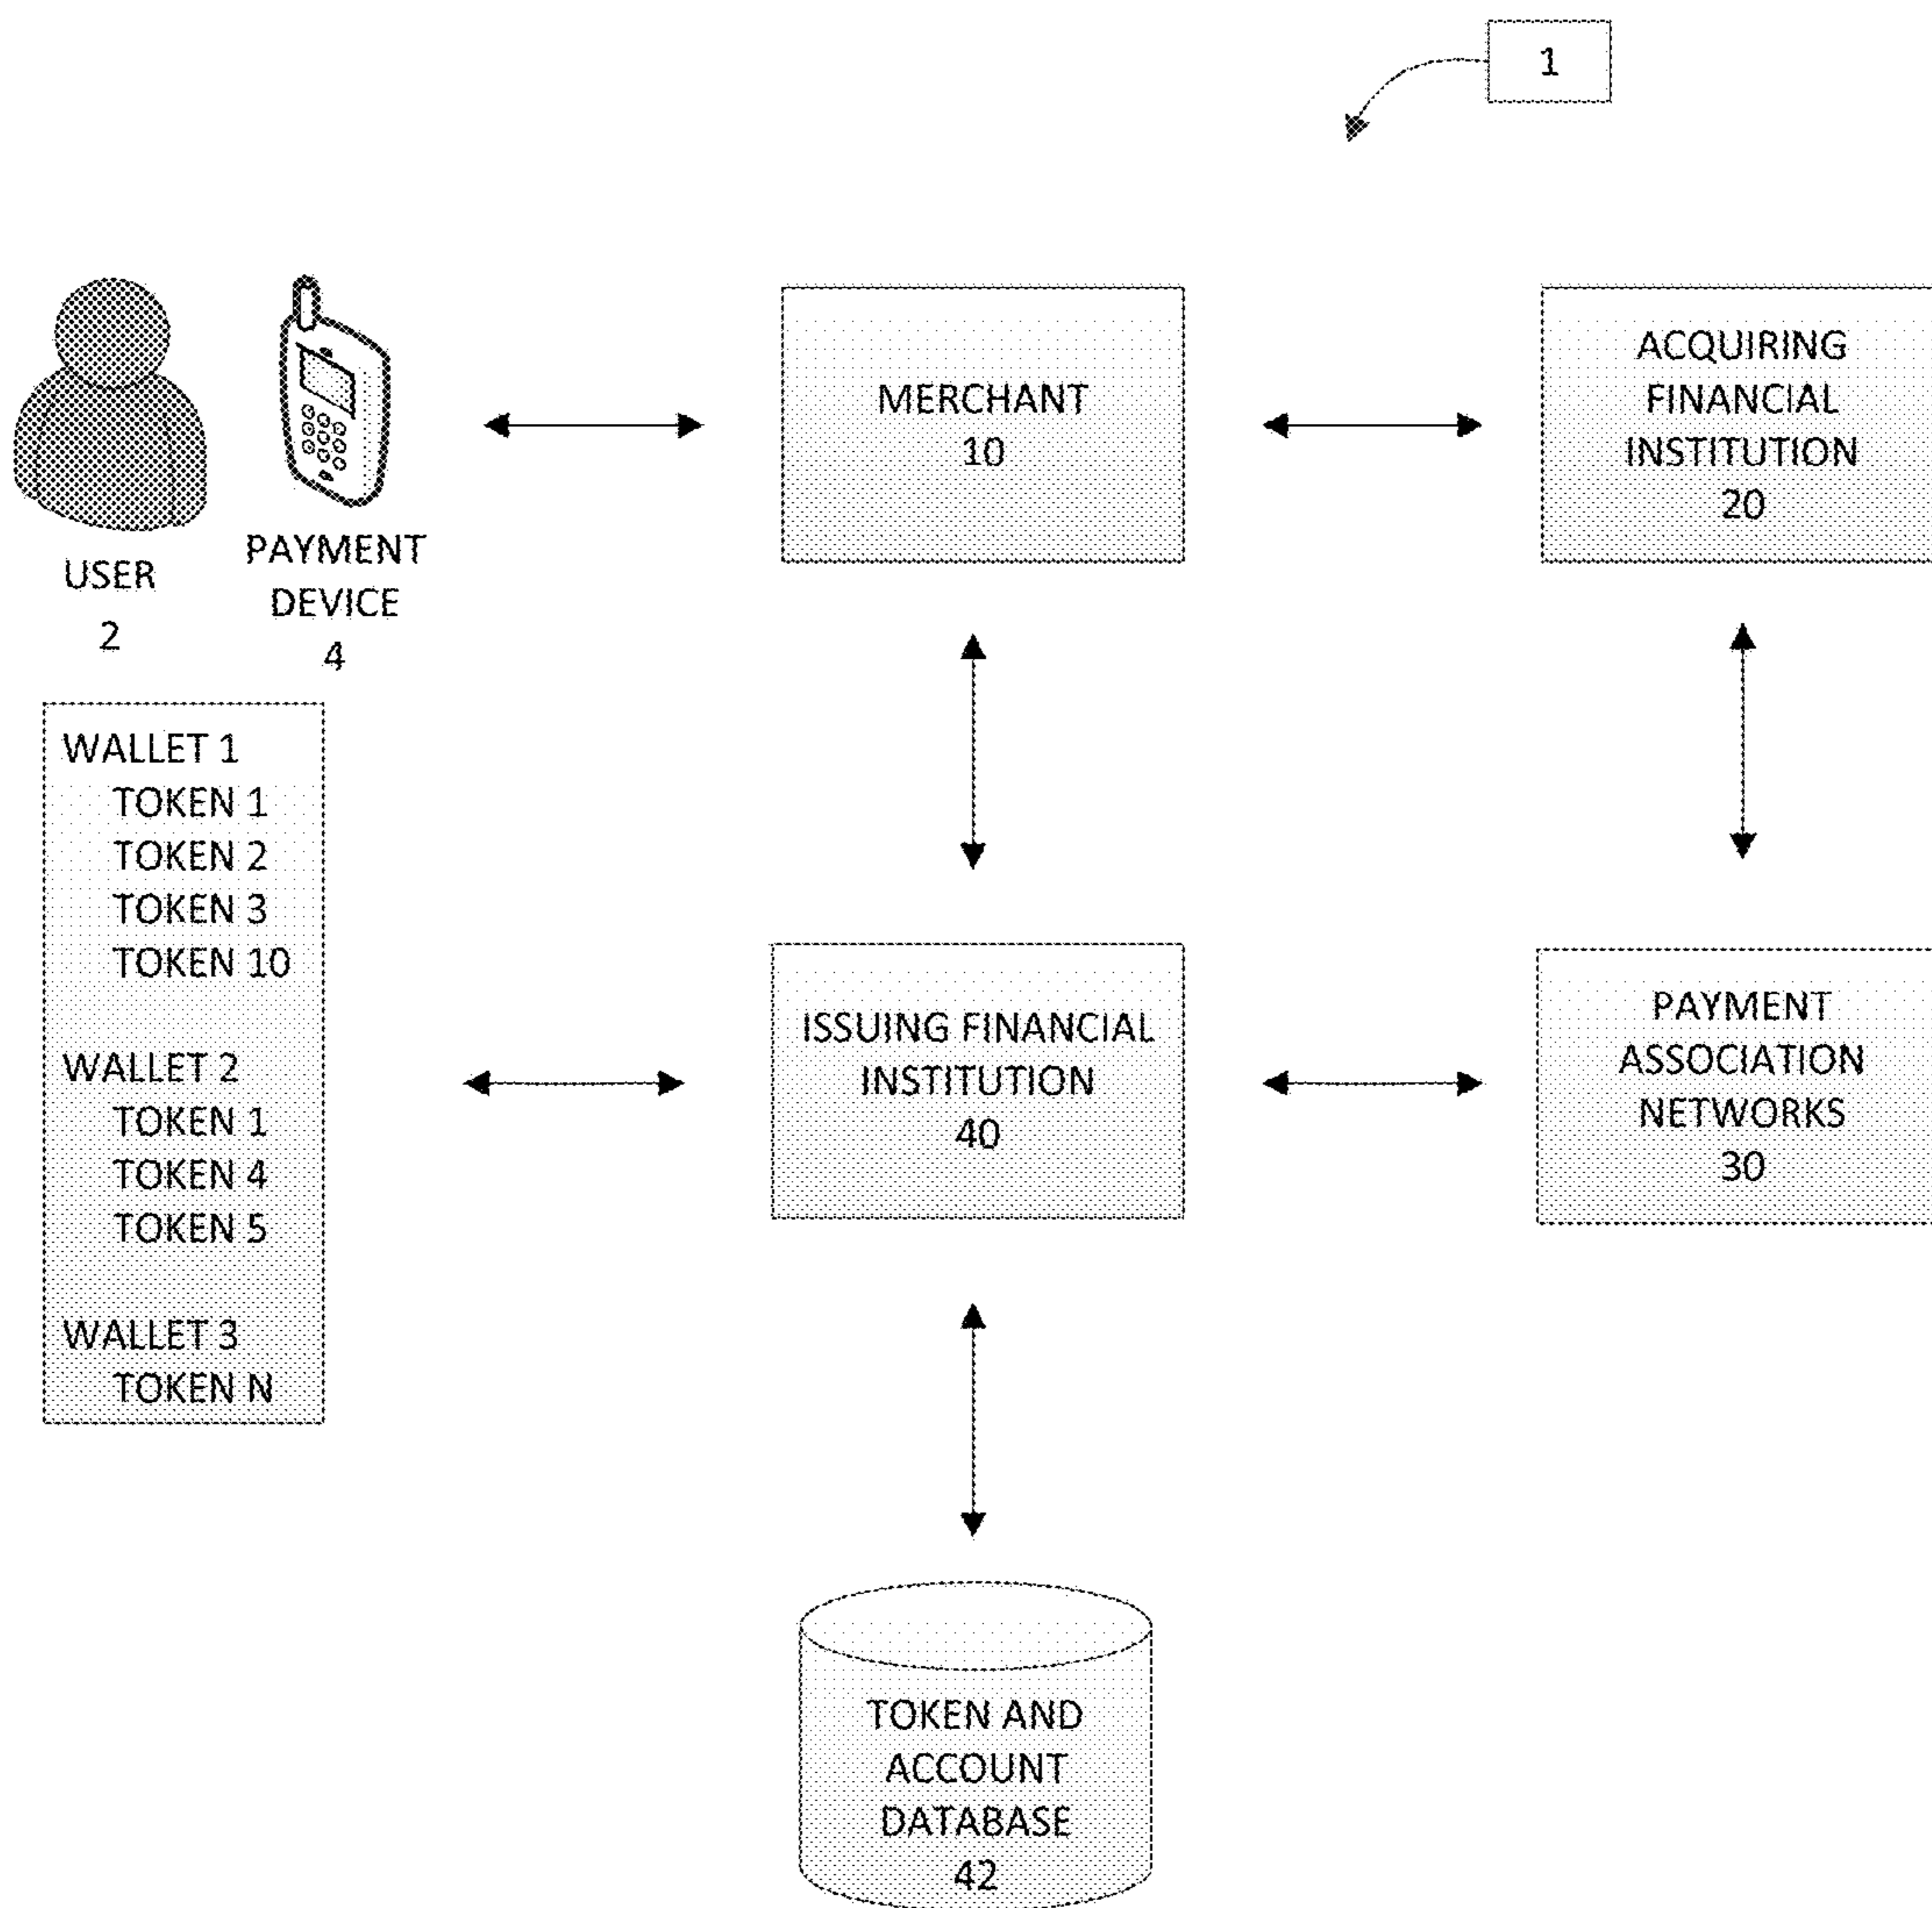 1
USER
2
PAYMENT
DEVICE
4
MERCHANT
10
ACQUIRING
FINANCIAL
INSTITUTION
20
WALLET 1
TOKEN 1
TOKEN 2
TOKEN 3
TOKEN 10
WALLET 2
TOKEN 1
TOKEN 4
TOKEN 5
WALLET 3
TOKEN N
ISSUING FINANCIAL
INSTITUTION
40
PAYMENT
ASSOCIATION
NETWORKS
30
TOKEN AND
ACCOUNT
DATABASE
42